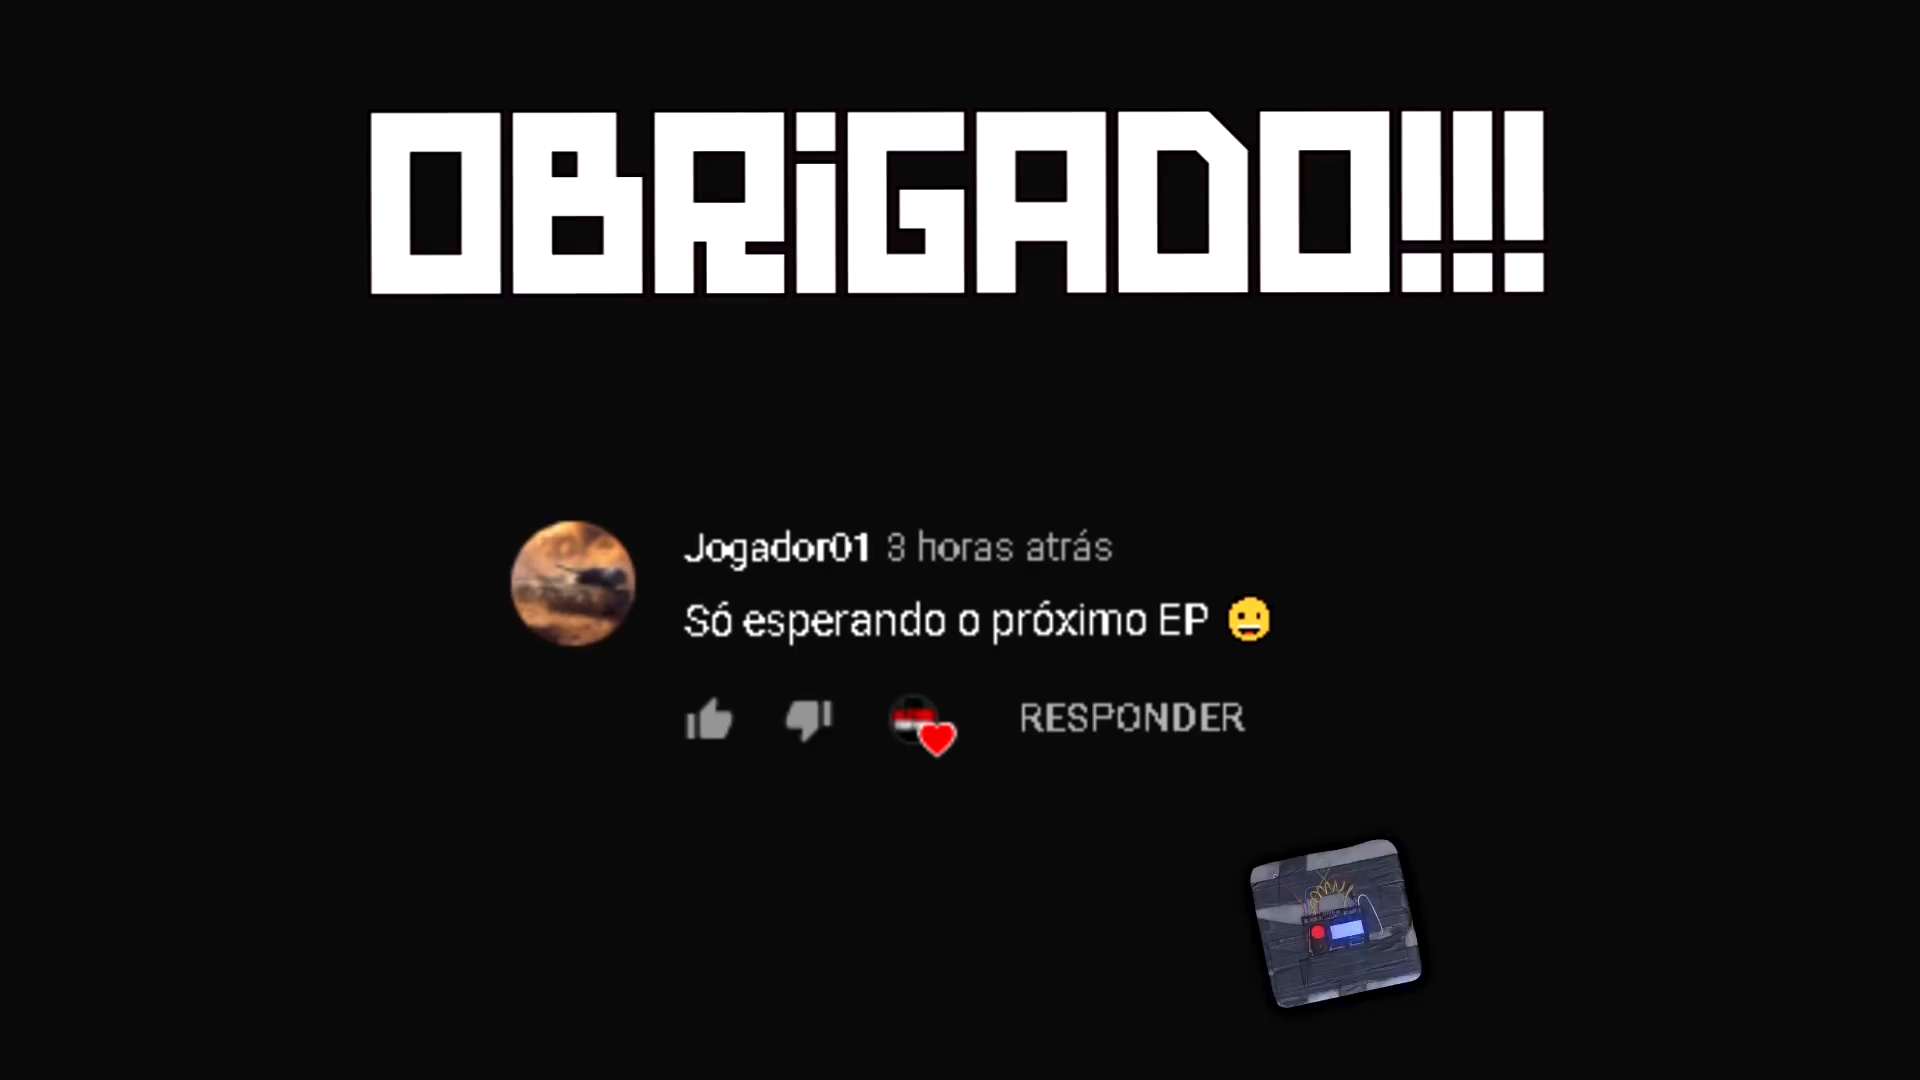 OBRiGADO!!!
Jogador01 3 horas atrás
Só esperando o próximo EP 😀
RESPONDER